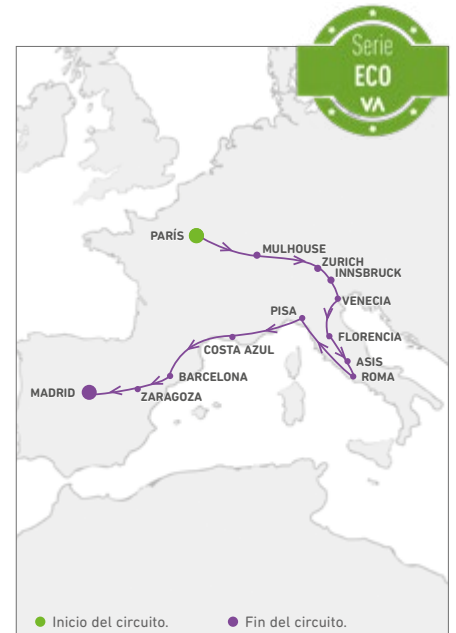 Serie
ECO
VA
PARÍS
MULHOUSE
ZURICH
INNSBRUCK
VENECIA
PISA
FLORENCIA
COSTA AZUL
ASIS
BARCELONA
ROMA
MADRID
ZARAGOZA
Inicio del circuito.
Fin del circuito.